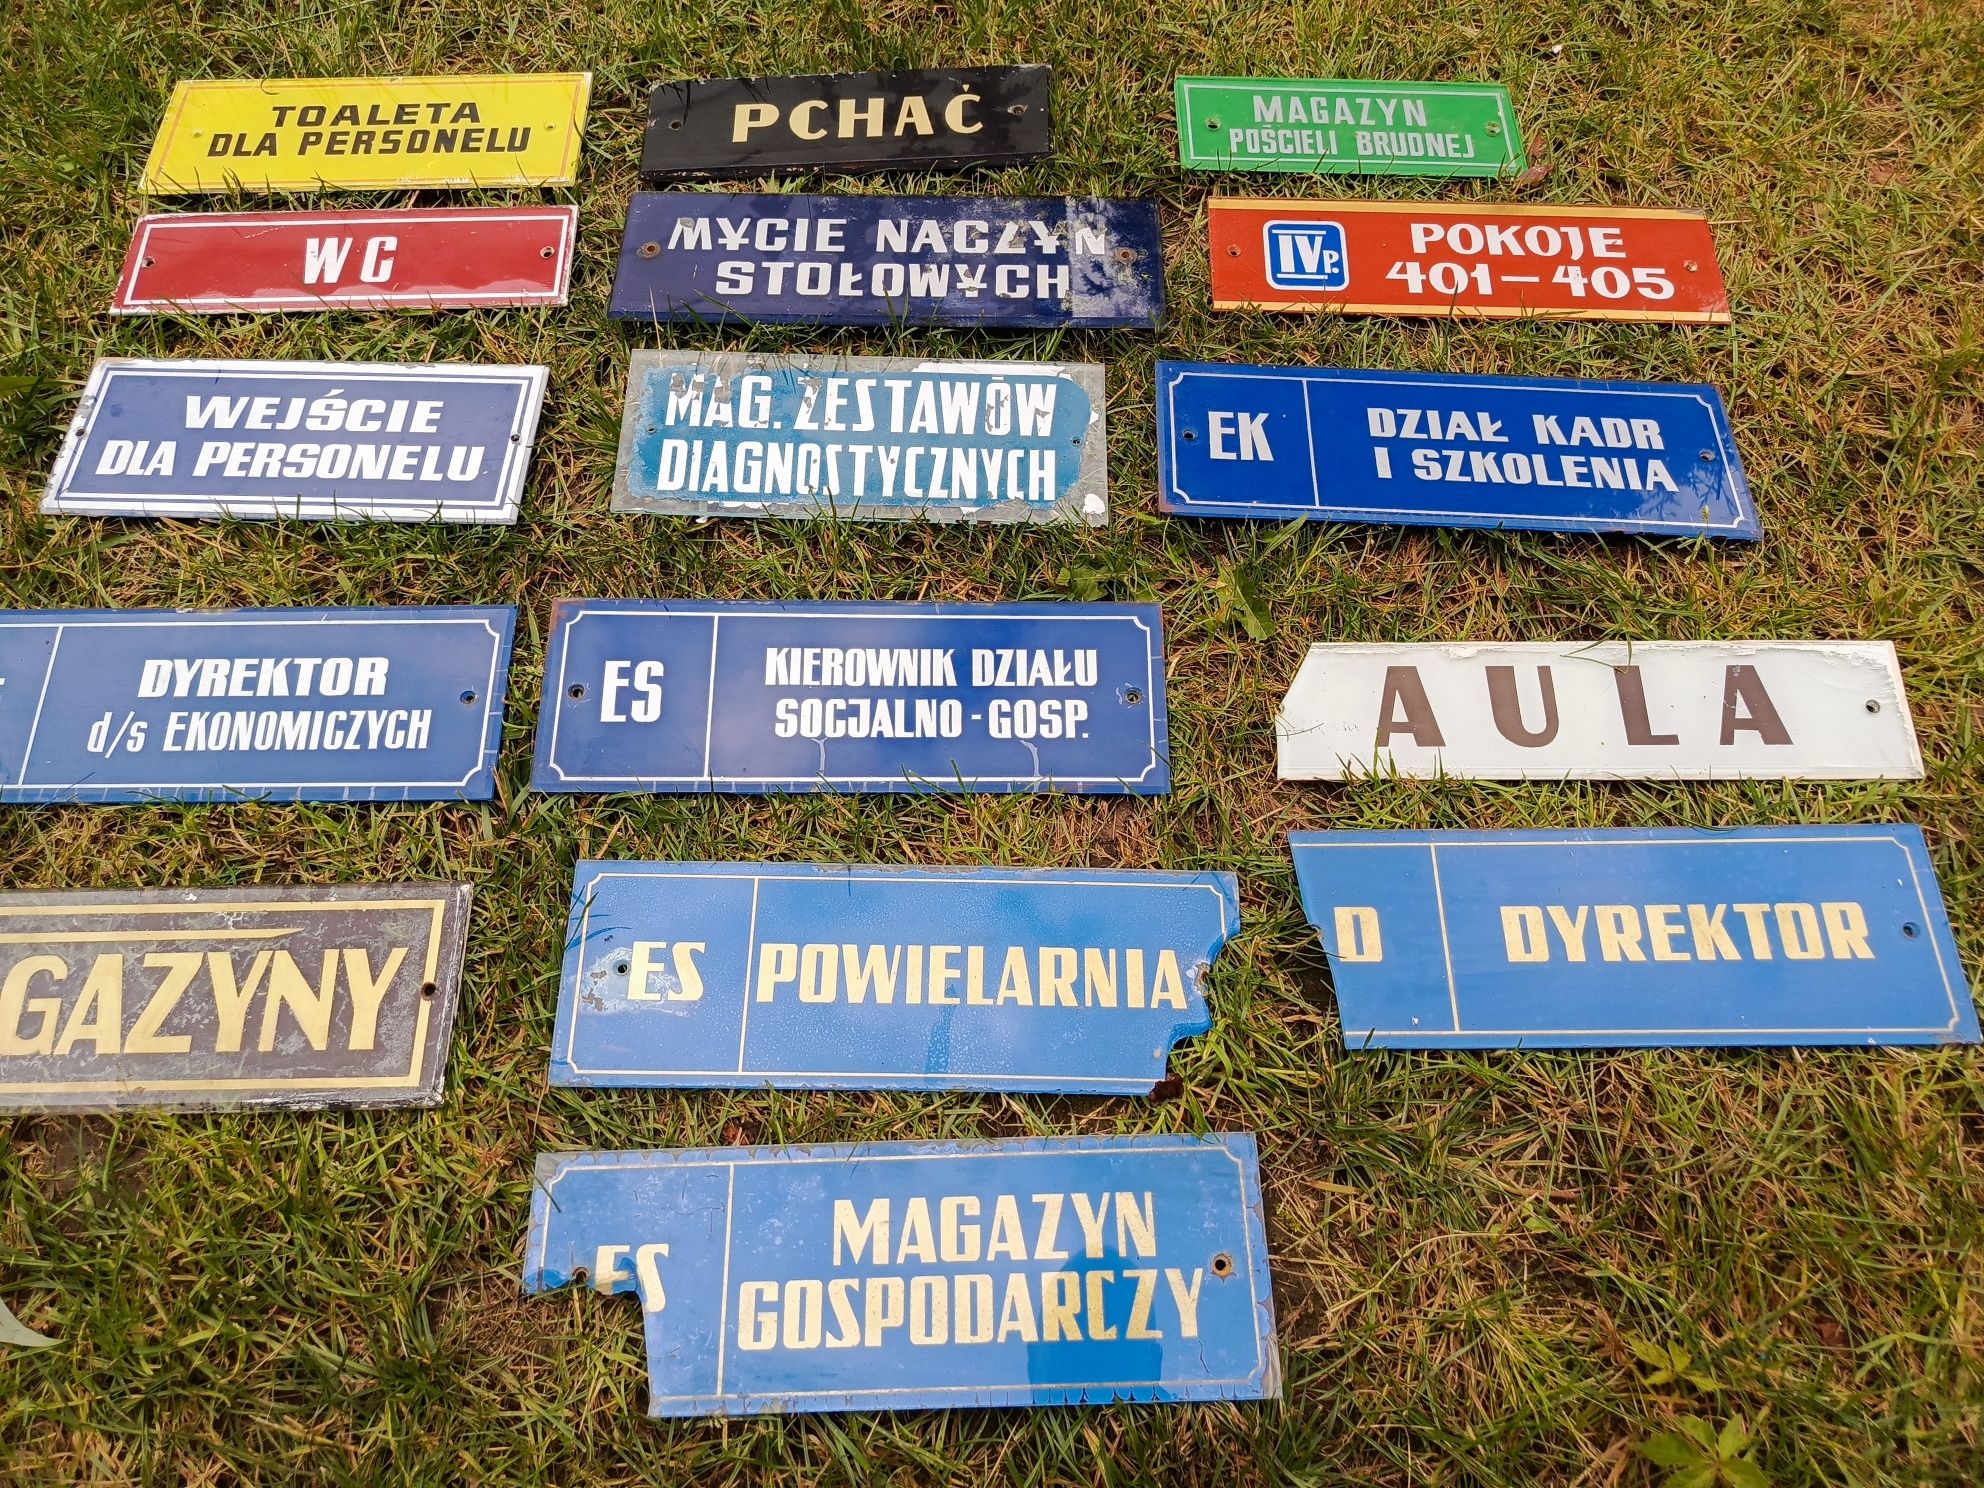 TOALETA
DLA PERSONELU
PCHAĆ
MAGAZYN
POŚCIELI BRUDNEJ
WC
MYCIE NACZYŃ
STOŁOWYCH
IVp.
POKOJE
401-405
WEJŚCIE
DLA PERSONELU
MAG. ZESTAWÓW
DIAGNOSTYCZNYCH
EK
DZIAŁ KADR
I SZKOLENIA
DYREKTOR
d/s EKONOMICZYCH
ES
KIEROWNIK DZIAŁU
SOCJALNO-GOSP.
AULA
GAZYNY
ES
POWIELARNIA
D
DYREKTOR
ES
MAGAZYN
GOSPODARCZY